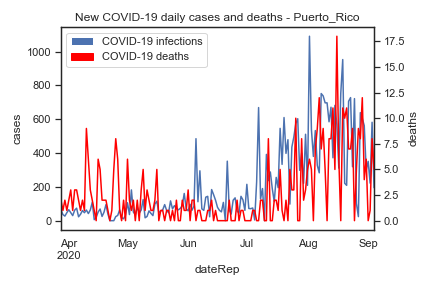 New COVID-19 daily cases and deaths - Puerto_Rico
COVID-19 infections
COVID-19 deaths
cases
1000
800
600
400
200
0
deaths
17.5
15.0
12.5
10.0
7.5
5.0
2.5
0.0
Apr
2020
May
Jun
Jul
Aug
Sep
dateRep